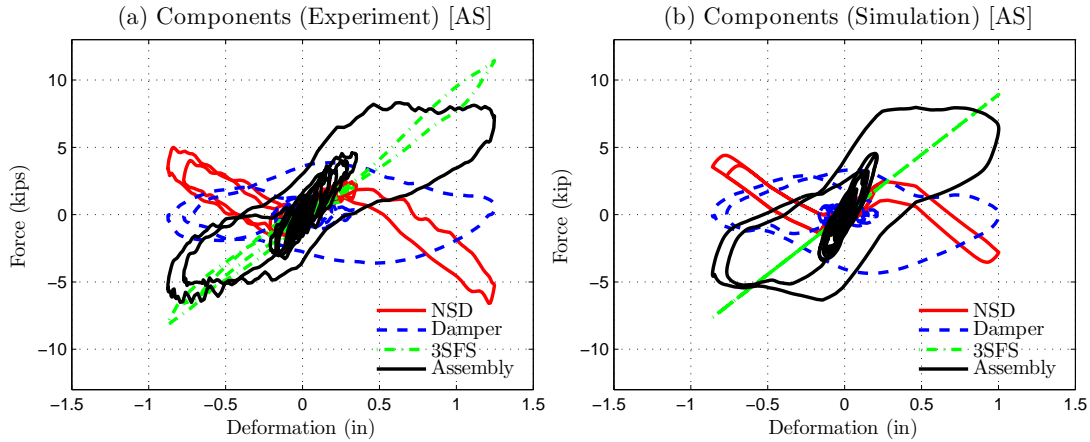 (a) Components (Experiment) [AS]
10
5
0
−5
−10
Force (kips)
NSD
Damper
3SFS
Assembly
−1.5 −1 −0.5 0 0.5 1 1.5
Deformation (in)
(b) Components (Simulation) [AS]
10
5
0
−5
−10
Force (kip)
NSD
Damper
3SFS
Assembly
−1.5 −1 −0.5 0 0.5 1 1.5
Deformation (in)